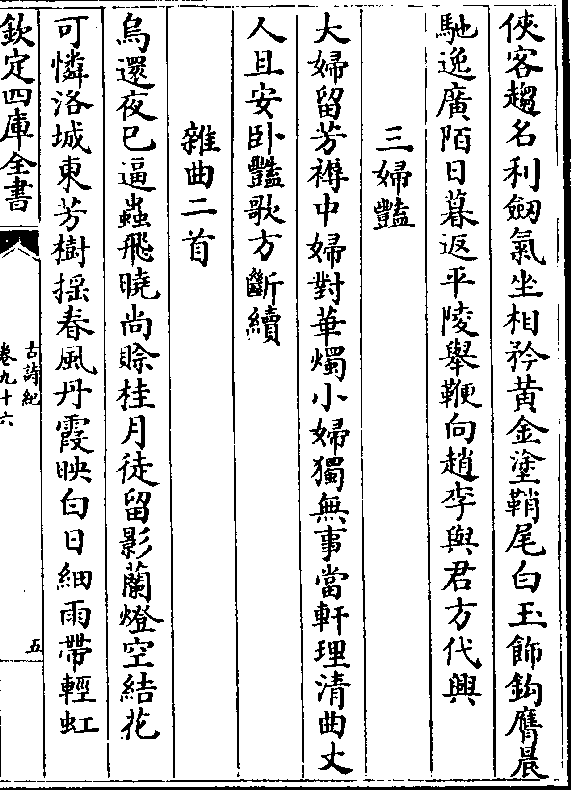 俠客趨名利劔氣坐相矜黄金塗鞘尾白玉飾鈎膺晨
馳逸廣陌日暮返平陵舉鞭向趙李與君方代興
三婦豔
大婦留芳褥中婦對華燭小婦獨無事當軒理清曲丈
人且安卧豔歌方斷續
雜曲二首
烏還夜已逼蟲飛曉尚賖桂月徒留影蘭燈空結花
可憐洛城東芳樹揺春風丹霞映白日細雨帶輕虹
欽定四庫全書
古詩紀
卷九十六
五